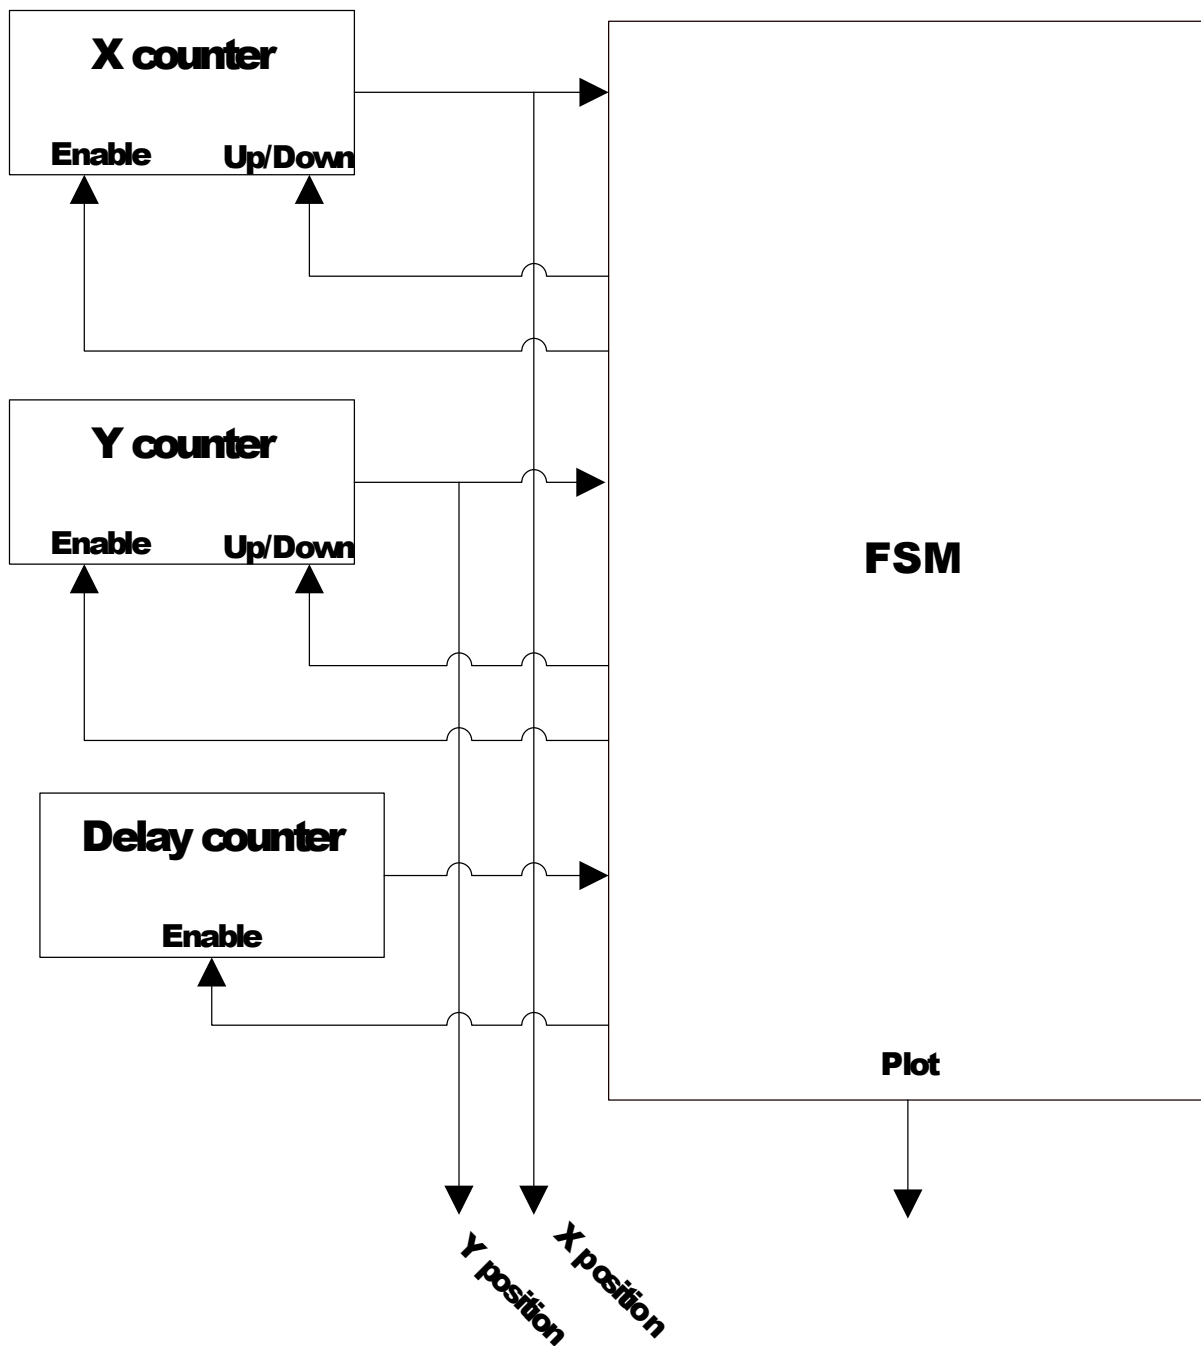 X counter
Enable
Up/Down
Y counter
Enable
Up/Down
FSM
Delay counter
Enable
Plot
Y position
X position